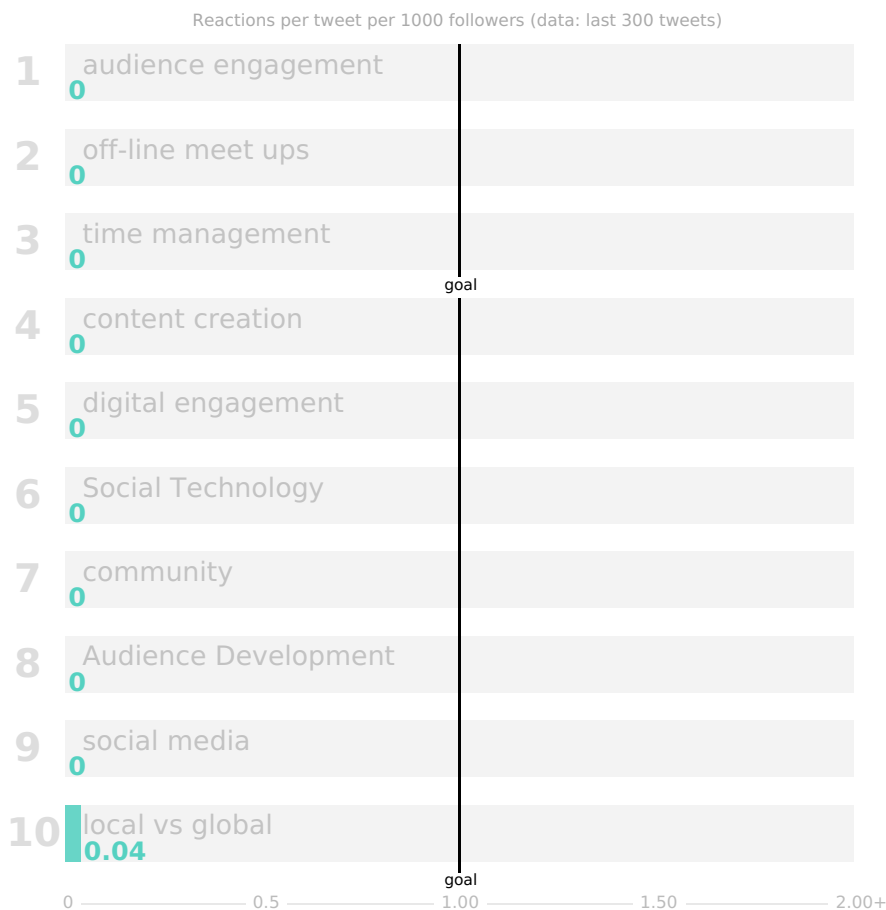 Reactions per tweet per 1000 followers (data: last 300 tweets)
1 audience engagement
0
2 off-line meet ups
0
3 time management
0
goal
4 content creation
0
5 digital engagement
0
6 Social Technology
0
7 community
0
8 Audience Development
0
9 social media
0
10 local vs global
0.04
goal
0 0.5 1.00 1.50 2.00+